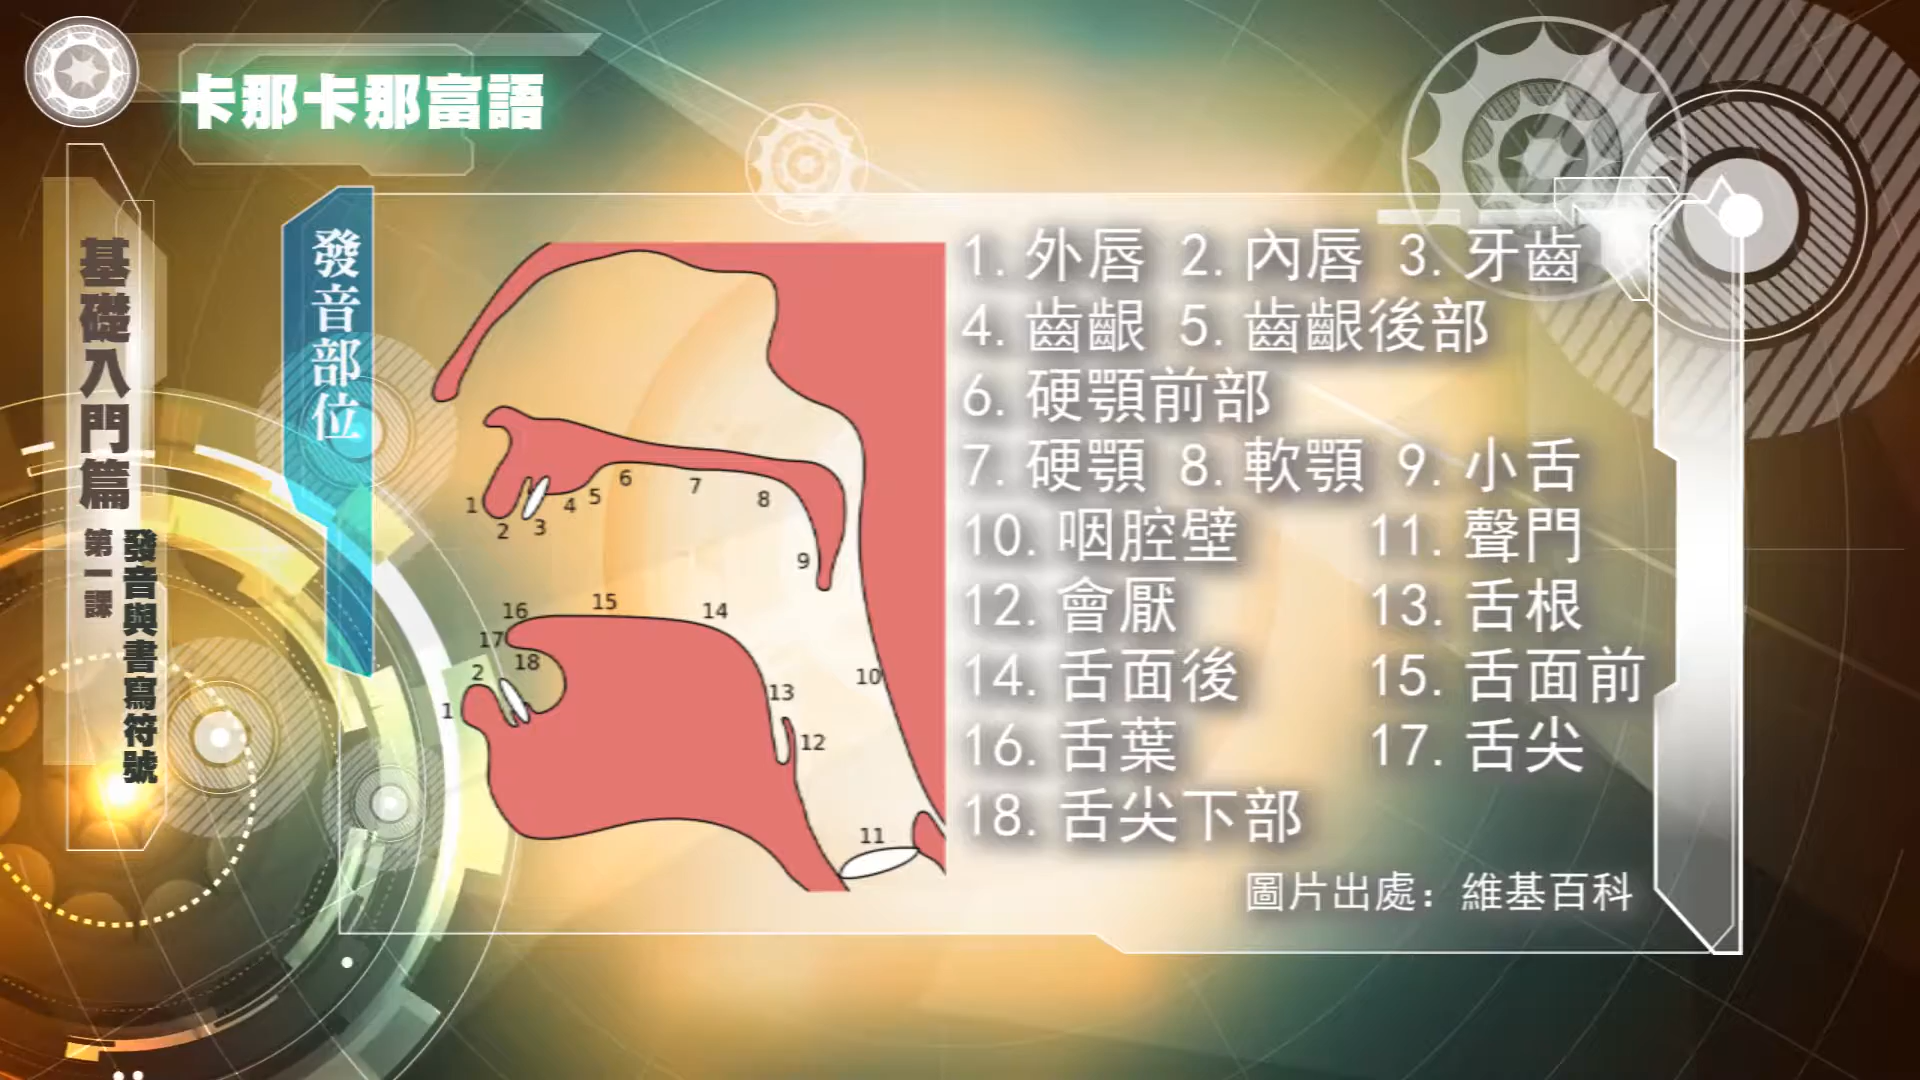 卡那卡那富語
基礎入門篇
第一課
發音與書寫符號
發音部位
1. 外唇 2. 內唇 3. 牙齒
4. 齒齦 5. 齒齦後部
6. 硬顎前部
7. 硬顎 8. 軟顎 9. 小舌
10. 咽腔壁 11. 聲門
12. 會厭 13. 舌根
14. 舌面後 15. 舌面前
16. 舌葉 17. 舌尖
18. 舌尖下部
圖片出處：維基百科
1
2
3
4
5
6
7
8
9
16
15
14
17
18
2
1
13
10
12
11